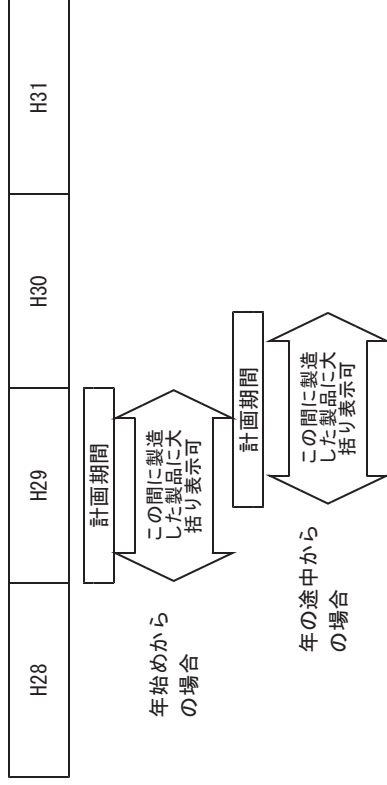 H28
H29
H30
H31
年始めから
の場合
計画期間
この間に製造
した製品に大
括り表示可
年の途中から
の場合
計画期間
この間に製造
した製品に大
括り表示可